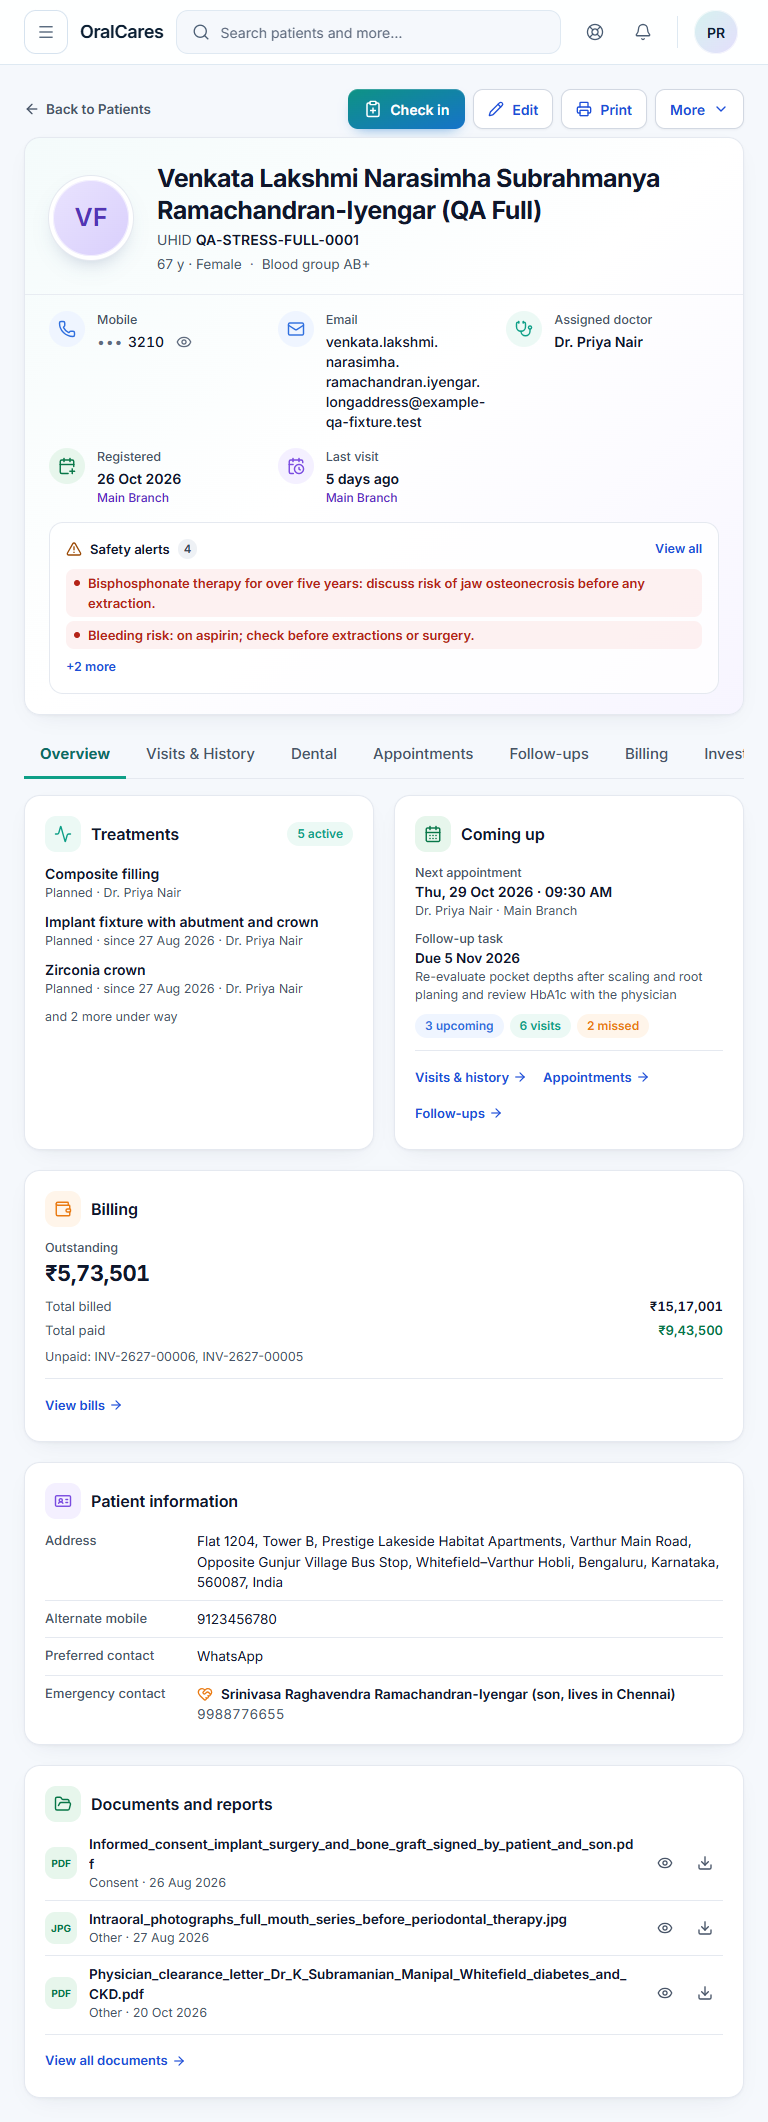 OralCares
Search patients and more...
PR
Back to Patients
Check in
Edit
Print
More
VF
Venkata Lakshmi Narasimha Subrahmanya
Ramachandran-Iyengar (QA Full)
UHID QA-STRESS-FULL-0001
67 y · Female · Blood group AB+
Mobile
••• 3210
Email
venkata.lakshmi.
narasimha.
ramachandran.iyengar.
longaddress@example-
qa-fixture.test
Assigned doctor
Dr. Priya Nair
Registered
26 Oct 2026
Main Branch
Last visit
5 days ago
Main Branch
Safety alerts 4
View all
• Bisphosphonate therapy for over five years: discuss risk of jaw osteonecrosis before any
extraction.
• Bleeding risk: on aspirin; check before extractions or surgery.
+2 more
Overview
Visits & History
Dental
Appointments
Follow-ups
Billing
Invest
Treatments
5 active
Composite filling
Planned · Dr. Priya Nair
Implant fixture with abutment and crown
Planned · since 27 Aug 2026 · Dr. Priya Nair
Zirconia crown
Planned · since 27 Aug 2026 · Dr. Priya Nair
and 2 more under way
Coming up
Next appointment
Thu, 29 Oct 2026 · 09:30 AM
Dr. Priya Nair · Main Branch
Follow-up task
Due 5 Nov 2026
Re-evaluate pocket depths after scaling and root
planing and review HbA1c with the physician
3 upcoming
6 visits
2 missed
Visits & history →
Appointments →
Follow-ups →
Billing
Outstanding
₹5,73,501
Total billed
₹15,17,001
Total paid
₹9,43,500
Unpaid: INV-2627-00006, INV-2627-00005
View bills →
Patient information
Address
Flat 1204, Tower B, Prestige Lakeside Habitat Apartments, Varthur Main Road,
Opposite Gunjur Village Bus Stop, Whitefield–Varthur Hobli, Bengaluru, Karnataka,
560087, India
Alternate mobile
9123456780
Preferred contact
WhatsApp
Emergency contact
Srinivasa Raghavendra Ramachandran-Iyengar (son, lives in Chennai)
9988776655
Documents and reports
PDF
Informed_consent_implant_surgery_and_bone_graft_signed_by_patient_and_son.pd
f
Consent · 26 Aug 2026
JPG
Intraoral_photographs_full_mouth_series_before_periodontal_therapy.jpg
Other · 27 Aug 2026
PDF
Physician_clearance_letter_Dr_K_Subramanian_Manipal_Whitefield_diabetes_and_
CKD.pdf
Other · 20 Oct 2026
View all documents →